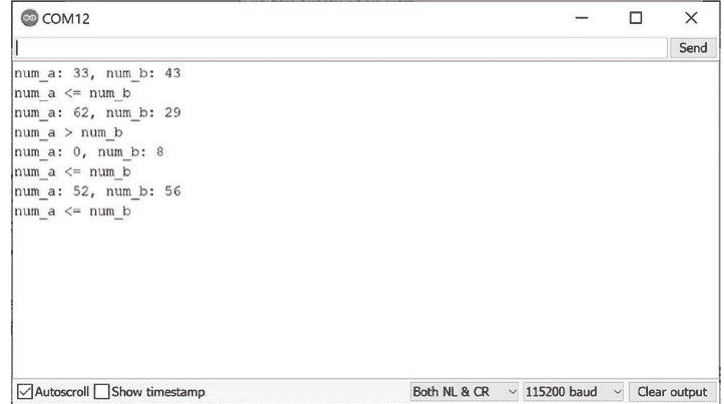 COM12
Send
num_a: 33, num_b: 43
num_a <= num_b
num_a: 62, num_b: 29
num_a > num_b
num_a: 0, num_b: 8
num_a <= num_b
num_a: 52, num_b: 56
num_a <= num_b
Autoscroll Show timestamp Both NL & CR 115200 baud Clear output